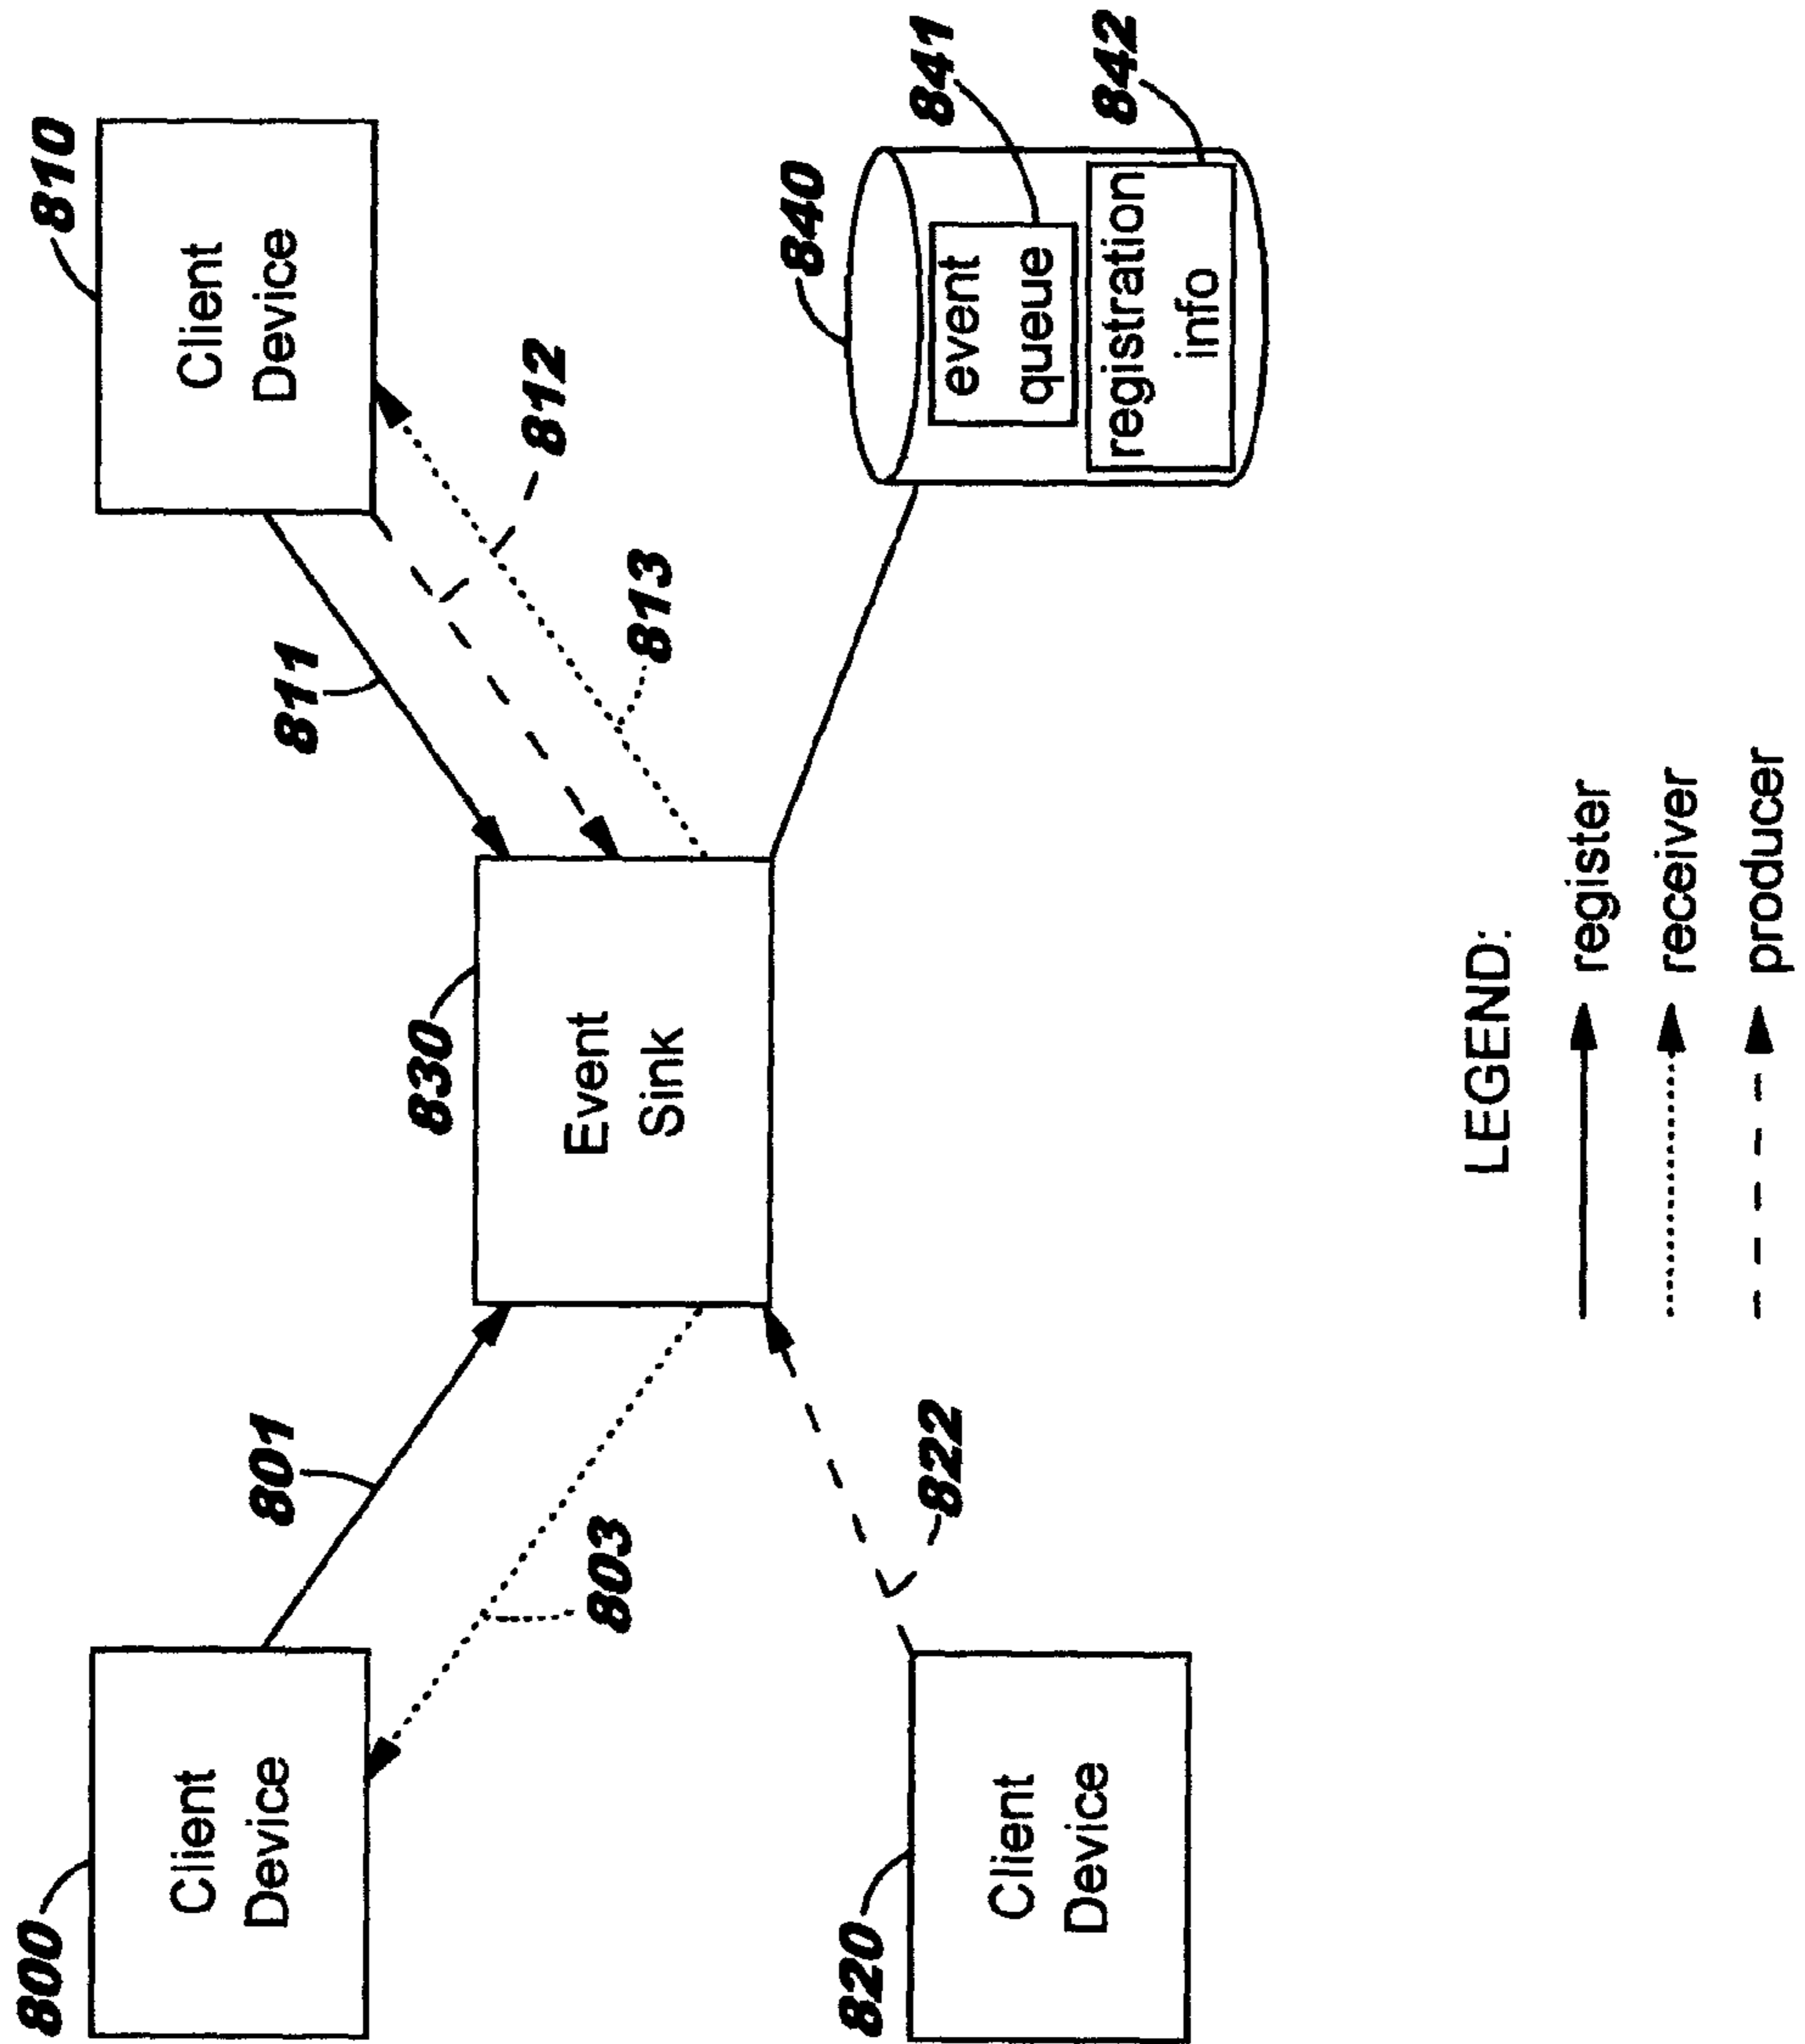 800
Client
Device
801
803
810
Client
Device
811
812
813
830
Event
Sink
820
Client
Device
822
840
event
queue
841
registration
info
842
LEGEND:
register
receiver
producer